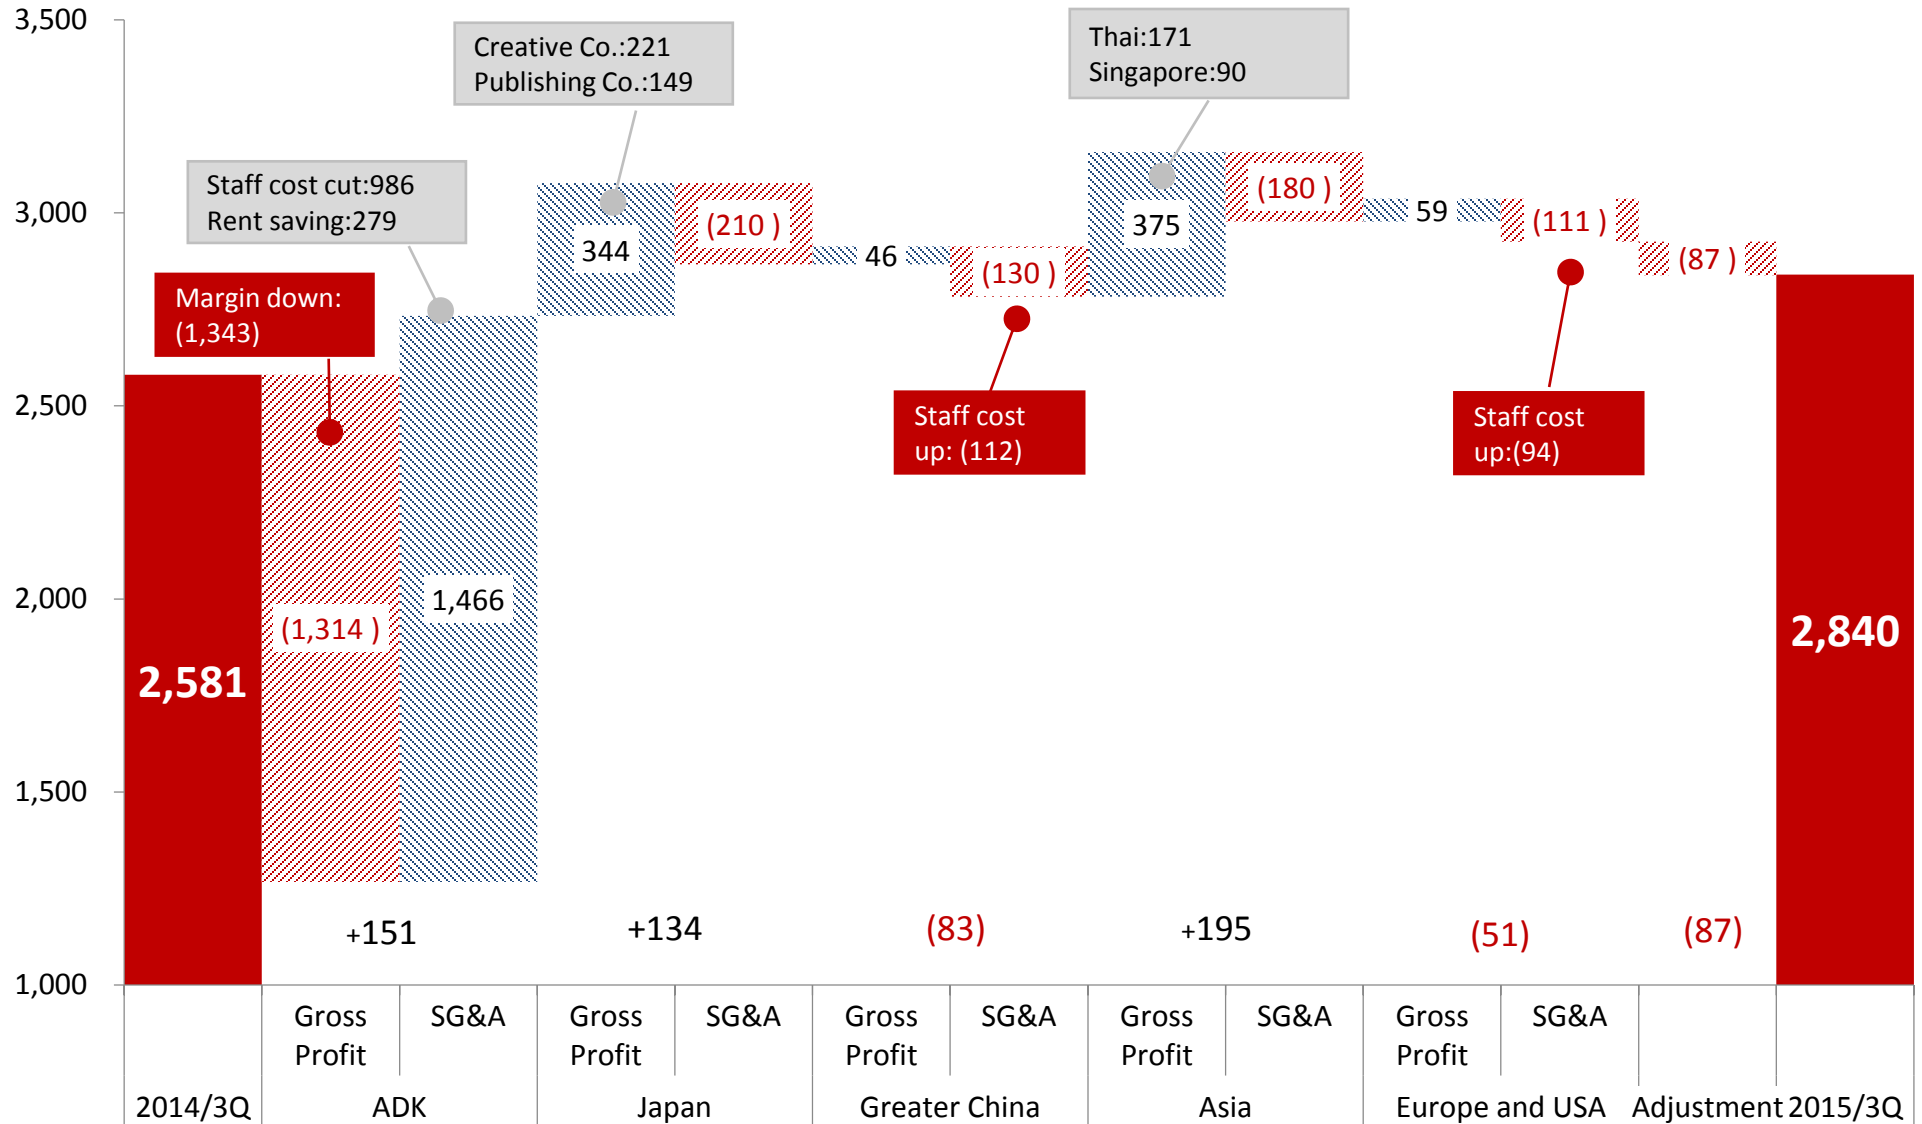 3,500
3,000
2,500
2,000
1,500
1,000
Creative Co.:221
Publishing Co.:149
Thai:171
Singapore:90
Staff cost cut:986
Rent saving:279
Margin down:
(1,343)
Staff cost
up: (112)
Staff cost
up:(94)
2,581
(1,314 )
1,466
344
(210 )
46
(130 )
375
(180 )
59
(111 )
(87 )
2,840
+151
+134
(83)
+195
(51)
(87)
Gross
Profit
SG&A
Gross
Profit
SG&A
Gross
Profit
SG&A
Gross
Profit
SG&A
Gross
Profit
SG&A
2014/3Q
ADK
Japan
Greater China
Asia
Europe and USA
Adjustment
2015/3Q